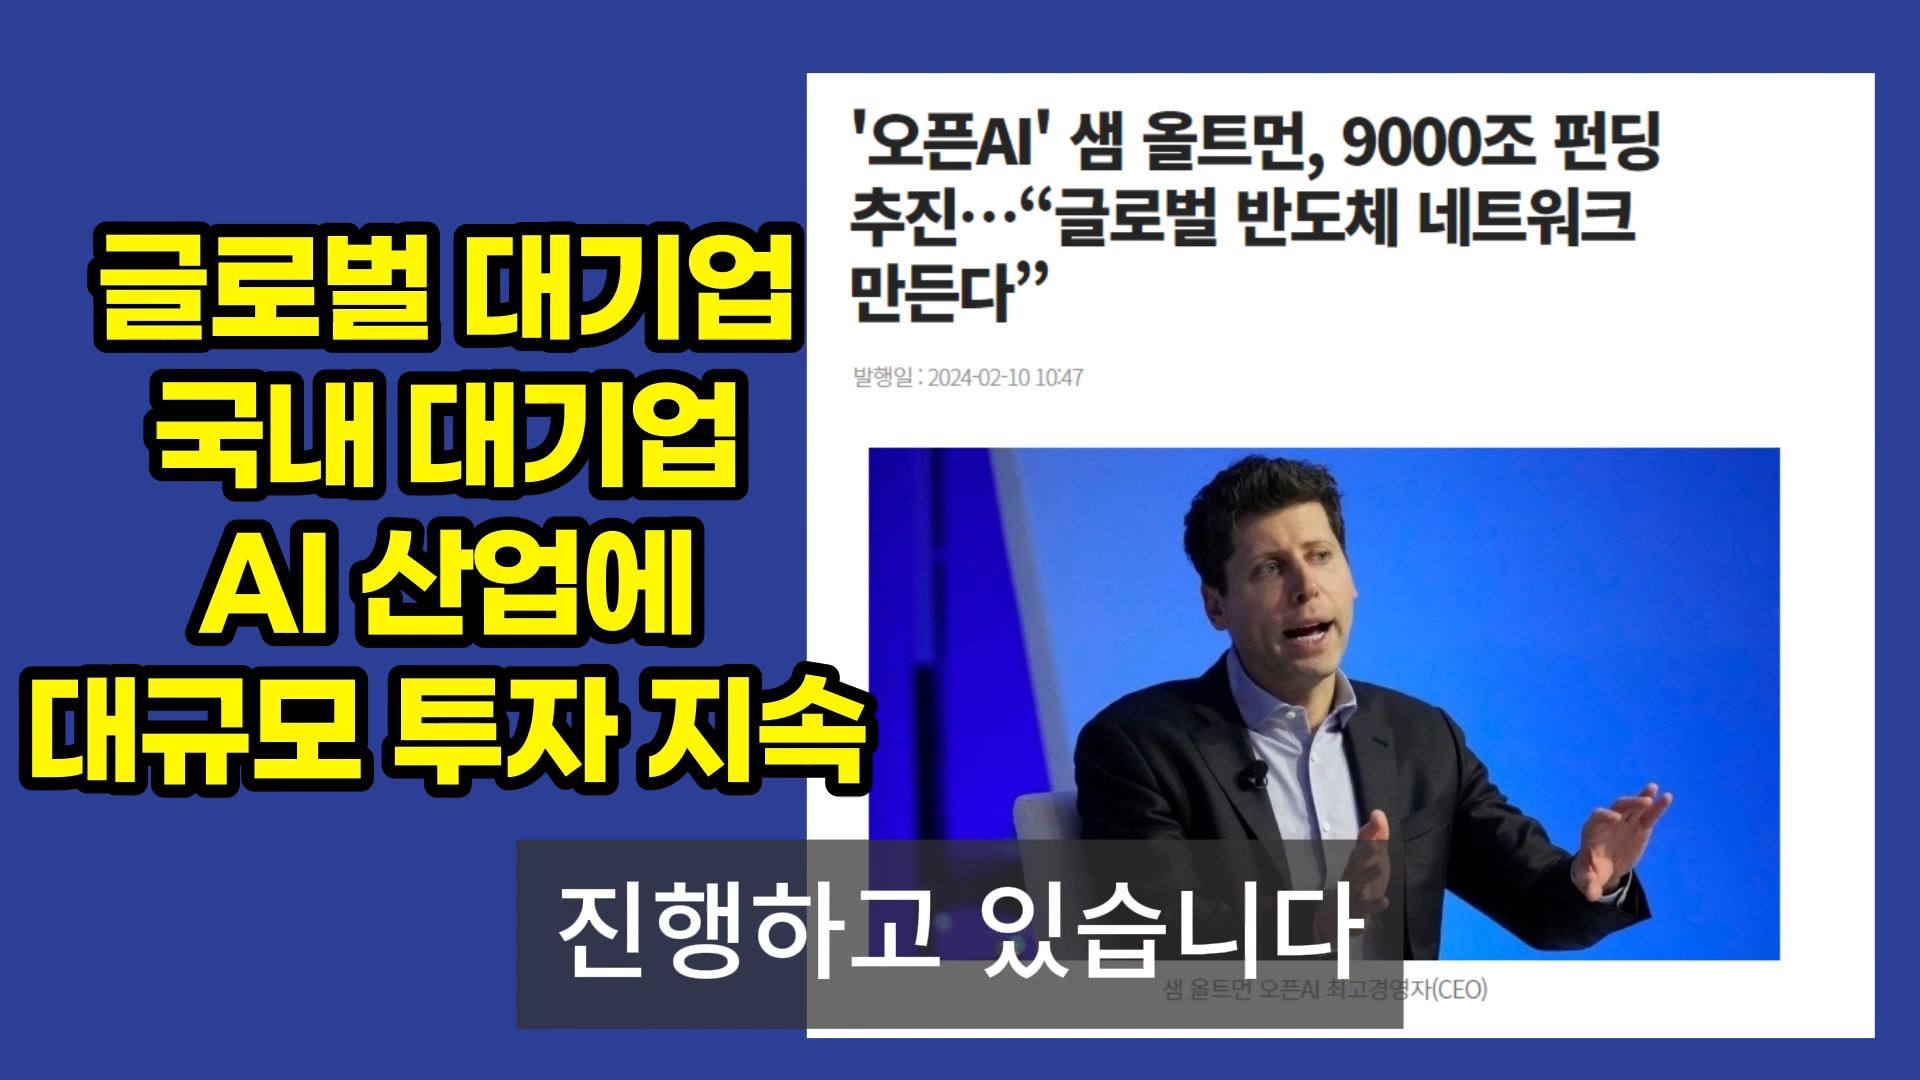 글로벌 대기업
국내 대기업
AI 산업에
대규모 투자 지속
'오픈AI' 샘 올트먼, 9000조 펀딩
추진…“글로벌 반도체 네트워크
만든다”
발행일 : 2024-02-10 10:47
샘 올트먼 오픈AI 최고경영자(CEO)
진행하고 있습니다